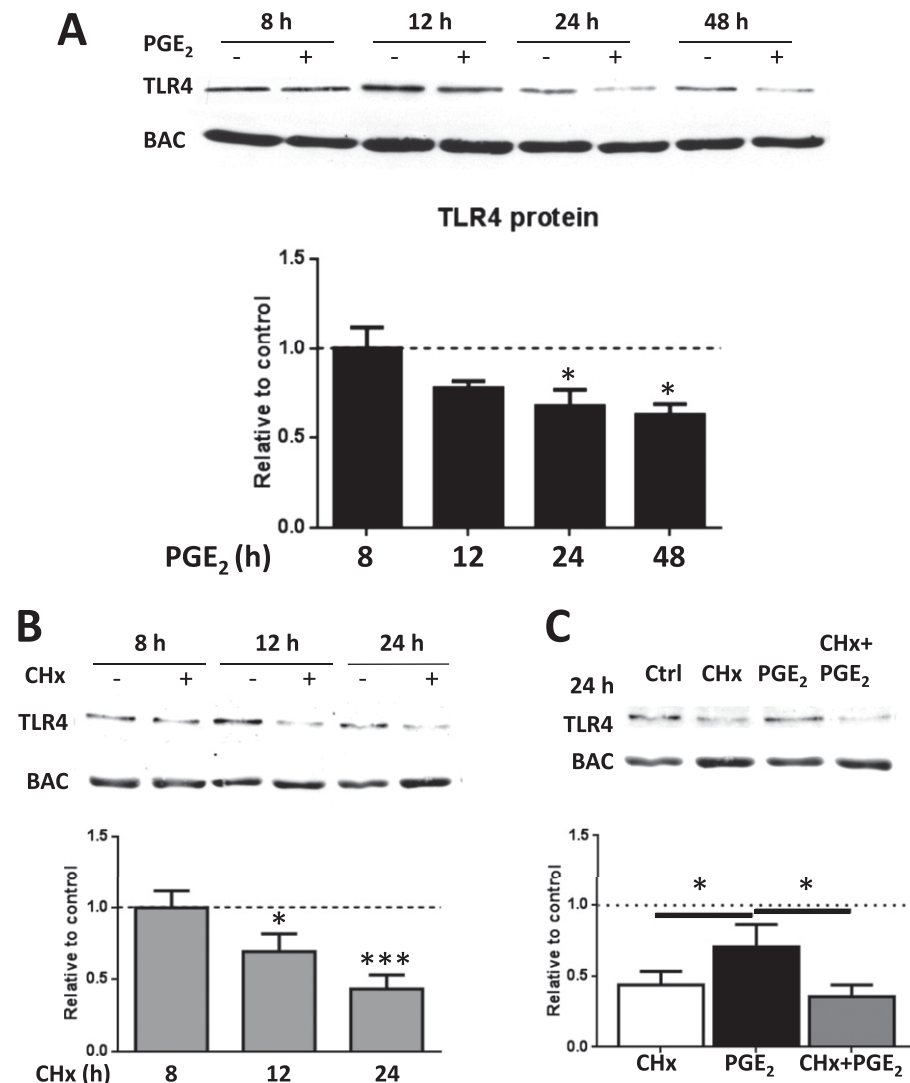 A
8 h 12 h 24 h 48 h
PGE2 - + - + - + - +
TLR4
BAC
TLR4 protein
Relative to control
1.5
1.0
0.5
0.0
*
*
PGE2 (h) 8 12 24 48
B
8 h 12 h 24 h
CHx - + - + - +
TLR4
BAC
Relative to control
1.5
1.0
0.5
0.0
*
***
CHx (h) 8 12 24
C
24 h Ctrl CHx PGE2 CHx+
PGE2
TLR4
BAC
Relative to control
1.5
1.0
0.5
0.0
* *
CHx PGE2 CHx+PGE2